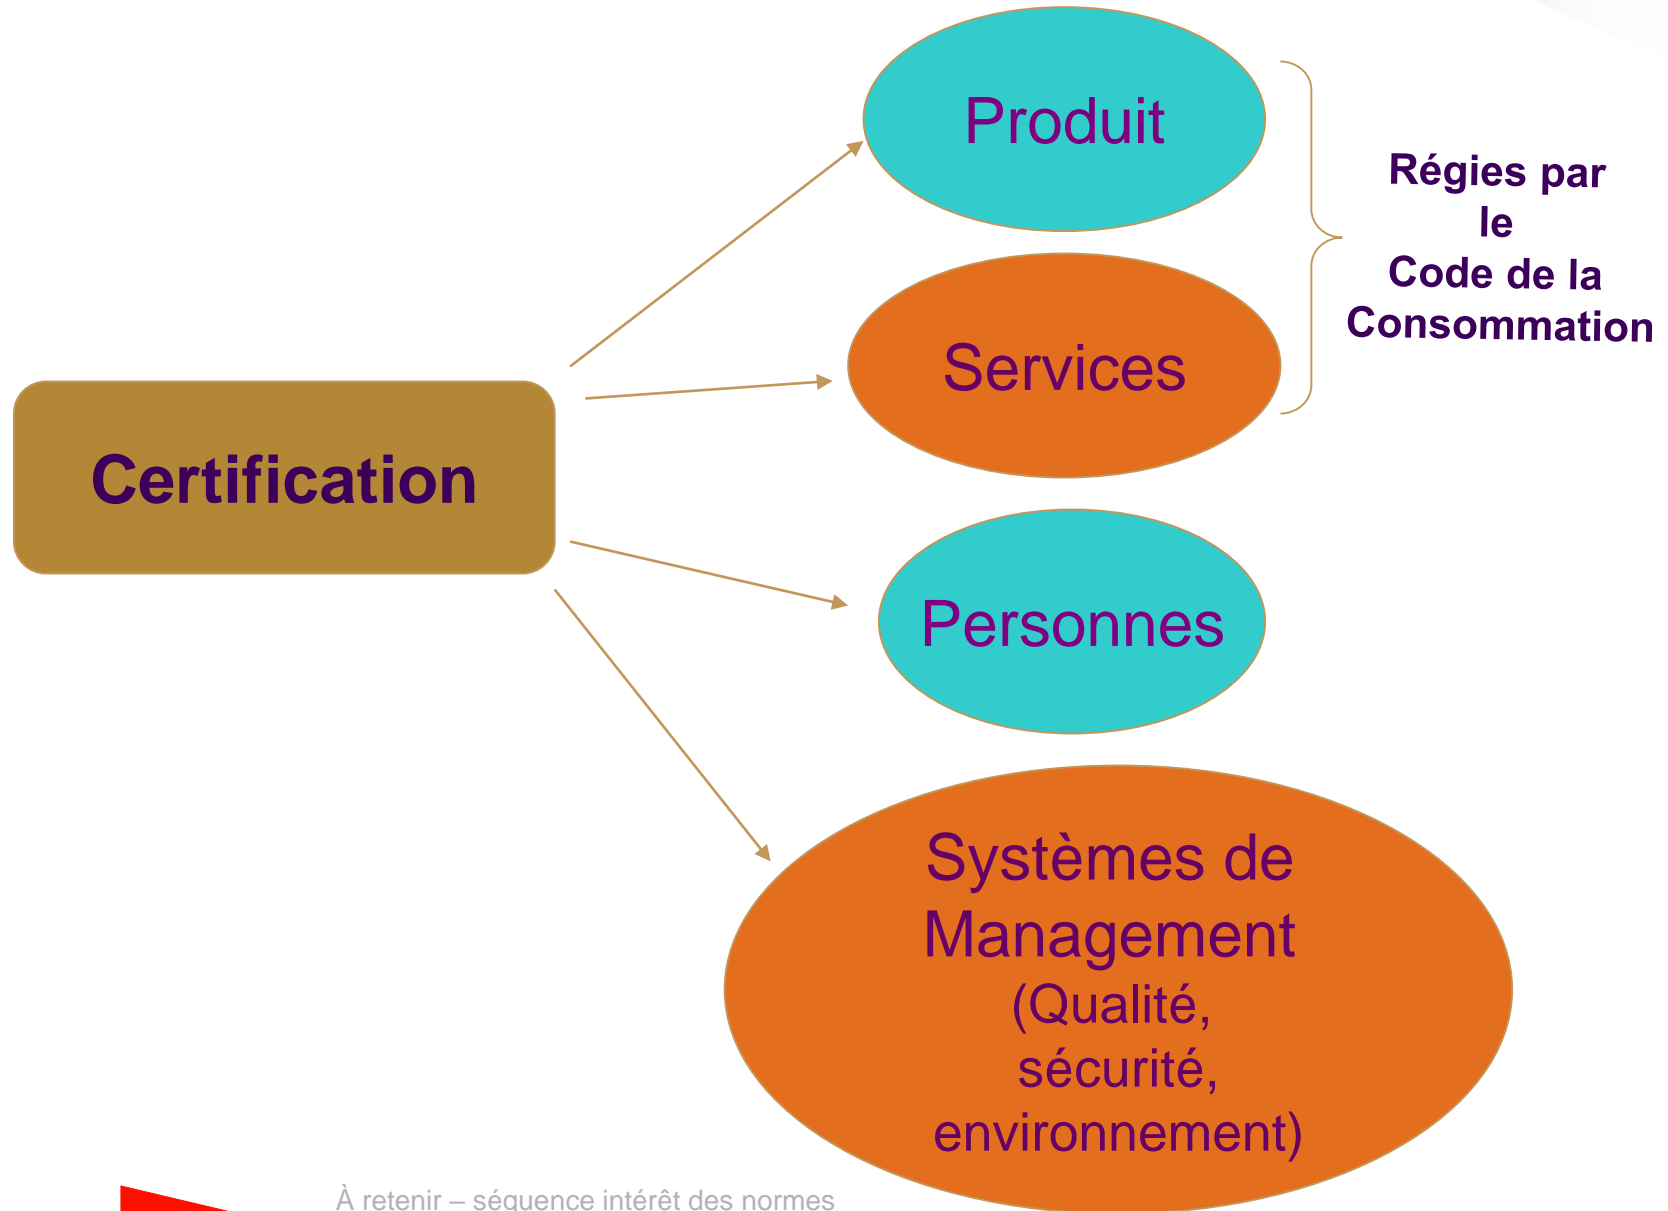 Produit
Régies par
le
Code de la
Consommation
Services
Certification
Personnes
Systèmes de
Management
(Qualité,
sécurité,
environnement)
À retenir – séquence intérêt des normes